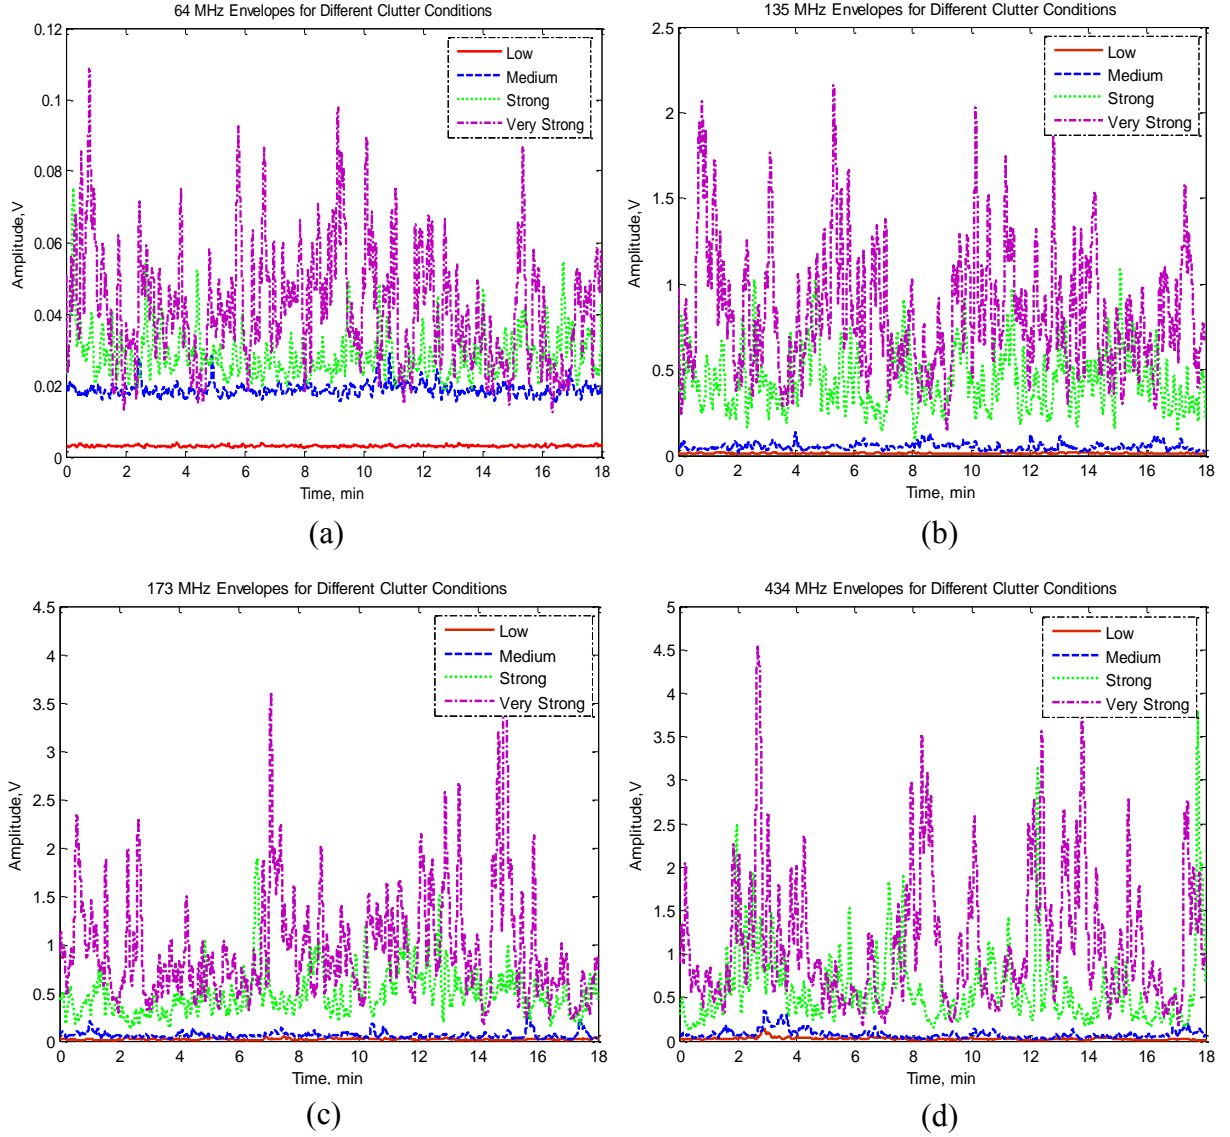 64 MHz Envelopes for Different Clutter Conditions
0.12
0.1
0.08
0.06
0.04
0.02
0
Amplitude,V
Low
Medium
Strong
Very Strong
0 2 4 6 8 10 12 14 16 18
Time, min
(a)
135 MHz Envelopes for Different Clutter Conditions
2.5
2
1.5
1
0.5
0
Amplitude,V
Low
Medium
Strong
Very Strong
0 2 4 6 8 10 12 14 16 18
Time, min
(b)
173 MHz Envelopes for Different Clutter Conditions
4.5
4
3.5
3
2.5
2
1.5
1
0.5
0
Amplitude,V
Low
Medium
Strong
Very Strong
0 2 4 6 8 10 12 14 16 18
Time, min
(c)
434 MHz Envelopes for Different Clutter Conditions
5
4.5
4
3.5
3
2.5
2
1.5
1
0.5
0
Amplitude,V
Low
Medium
Strong
Very Strong
0 2 4 6 8 10 12 14 16 18
Time, min
(d)